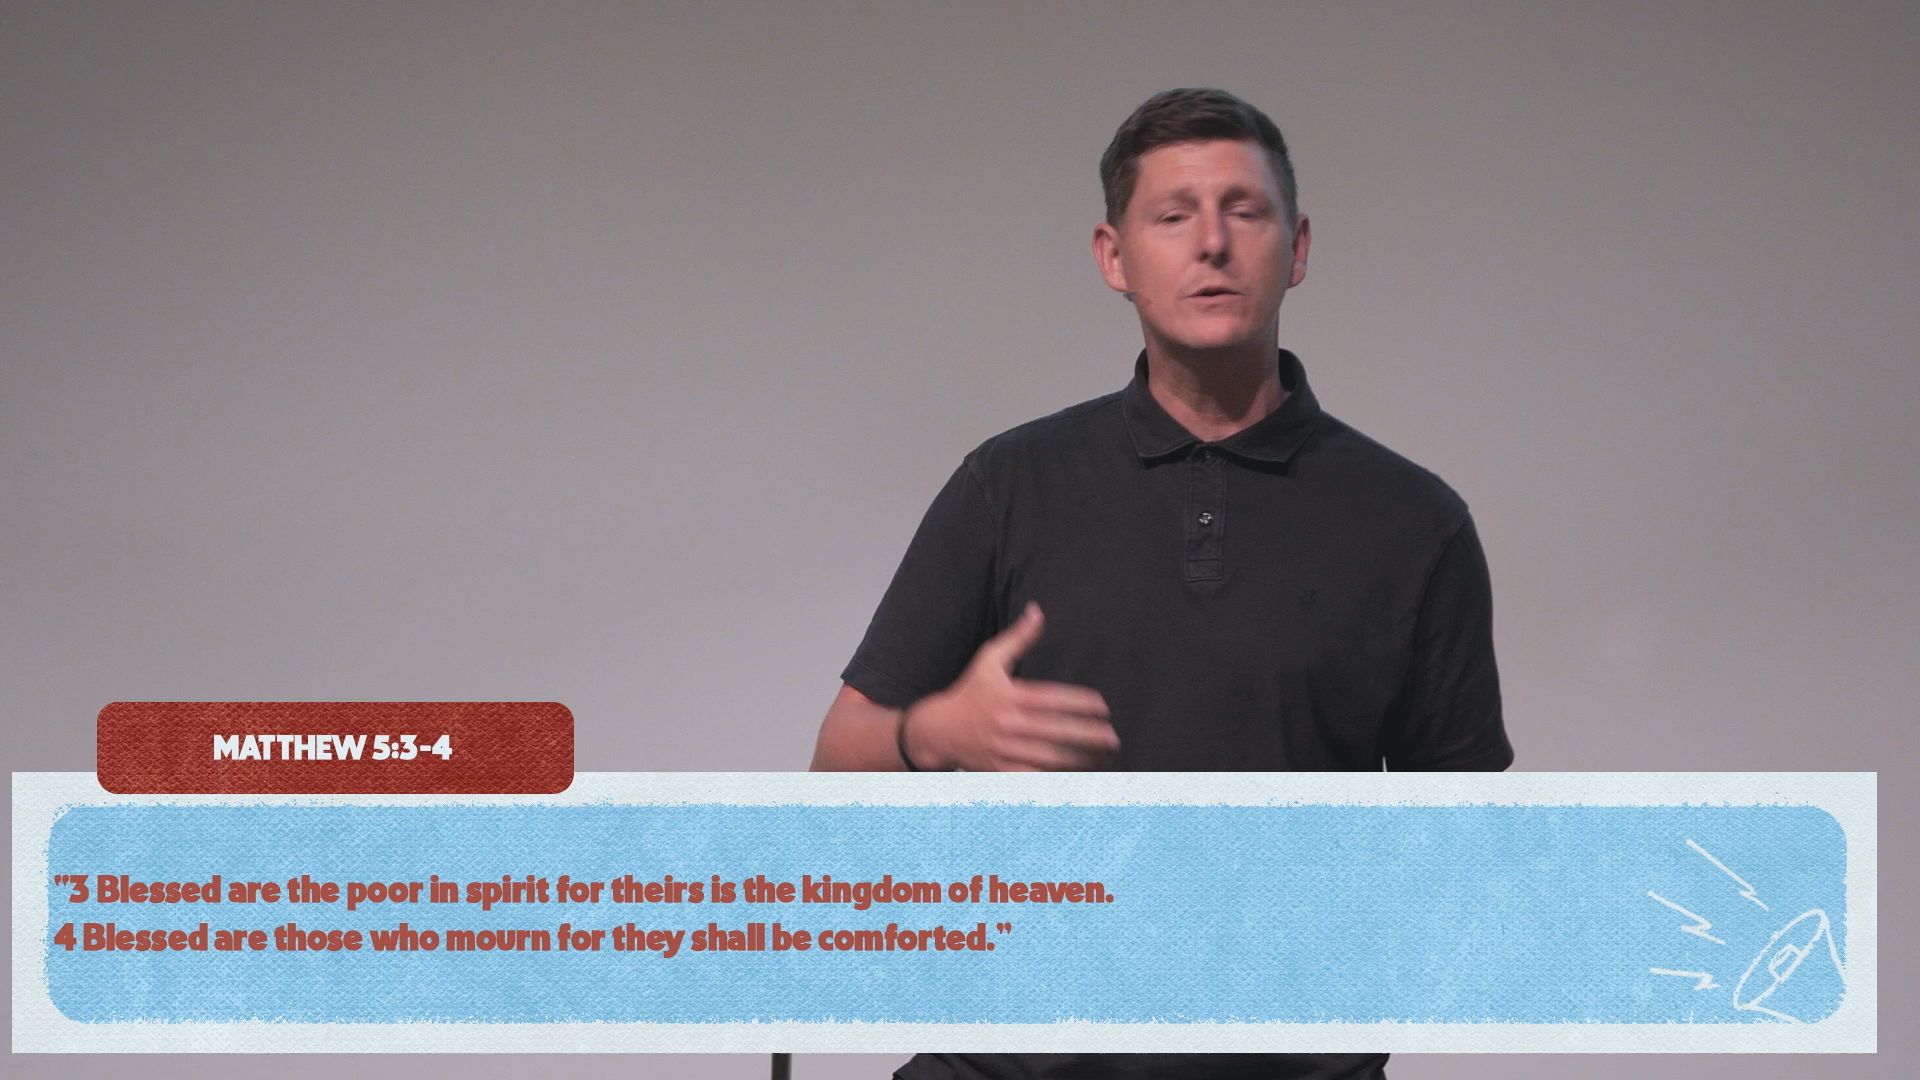 MATTHEW 5:3-4
"3 Blessed are the poor in spirit for theirs is the kingdom of heaven.
4 Blessed are those who mourn for they shall be comforted."